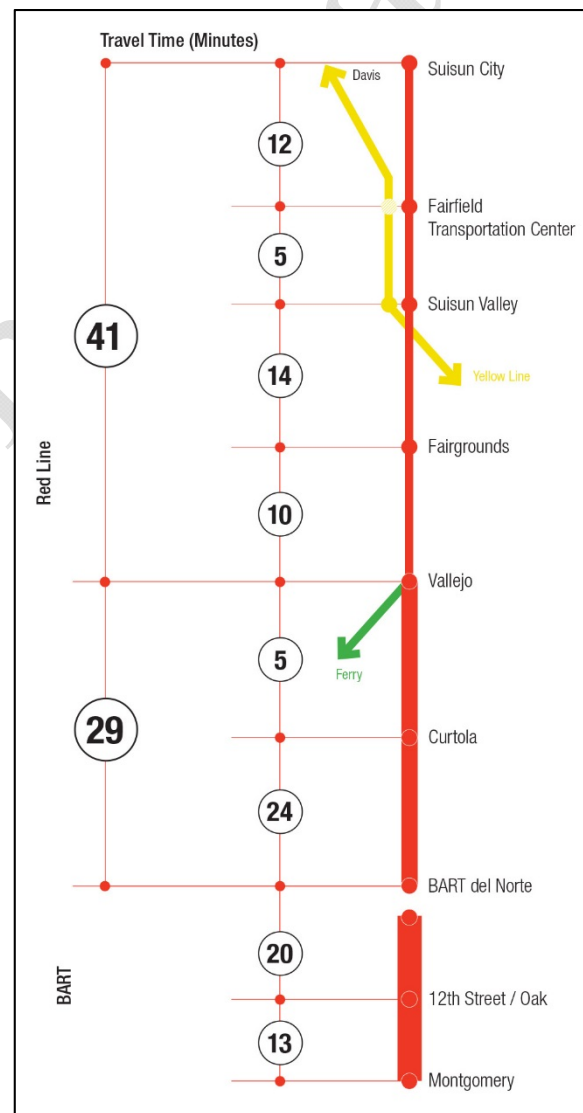 Travel Time (Minutes)
Suisun City
Davis
12
Fairfield
Transportation Center
5
Suisun Valley
41
14
Yellow Line
Fairgrounds
Red Line
10
Vallejo
5
Ferry
29
Curtola
24
BART del Norte
20
BART
12th Street / Oak
13
Montgomery